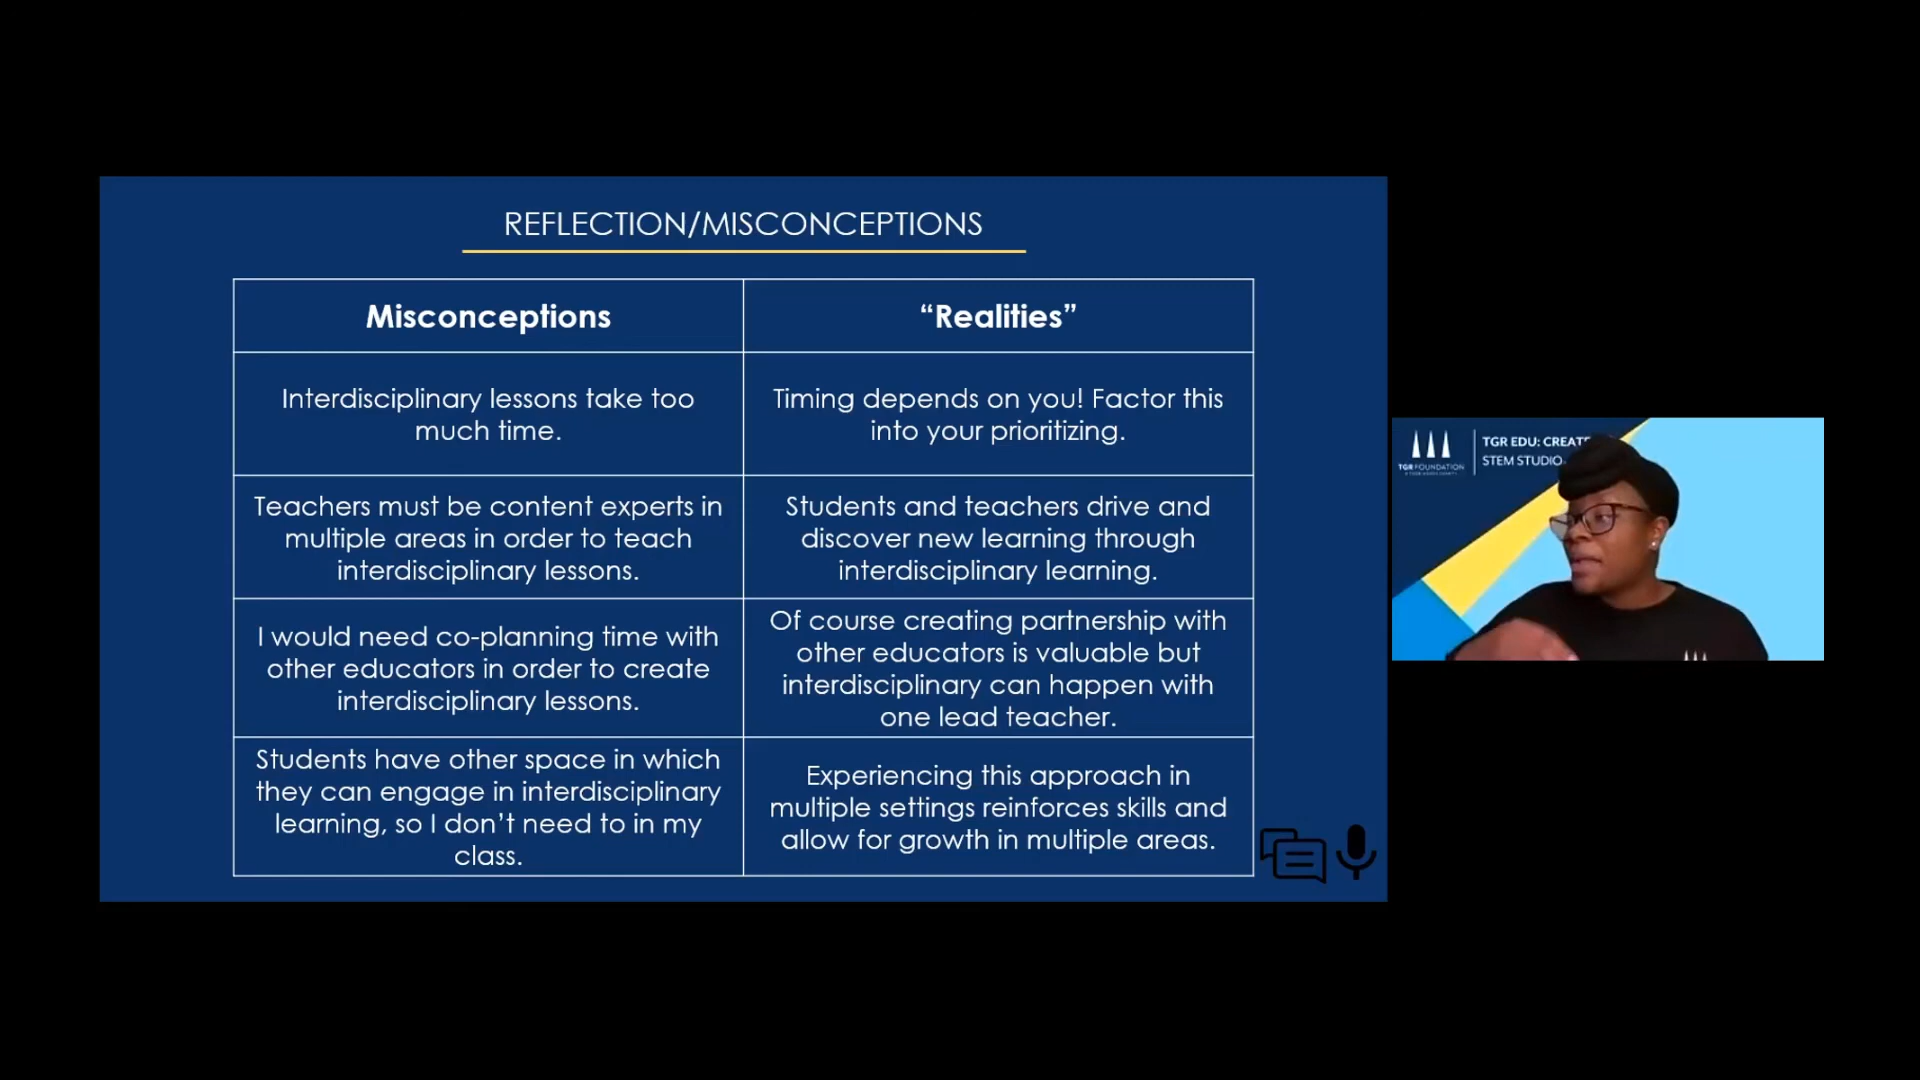 REFLECTION/MISCONCEPTIONS
Misconceptions
“Realities”
Interdisciplinary lessons take too
much time.
Timing depends on you! Factor this
into your prioritizing.
Teachers must be content experts in
multiple areas in order to teach
interdisciplinary lessons.
Students and teachers drive and
discover new learning through
interdisciplinary learning.
I would need co-planning time with
other educators in order to create
interdisciplinary lessons.
Of course creating partnership with
other educators is valuable but
interdisciplinary can happen with
one lead teacher.
Students have other space in which
they can engage in interdisciplinary
learning, so I don’t need to in my
class.
Experiencing this approach in
multiple settings reinforces skills and
allow for growth in multiple areas.
TGR FOUNDATION
TGR EDU: CREATE
STEM STUDIO